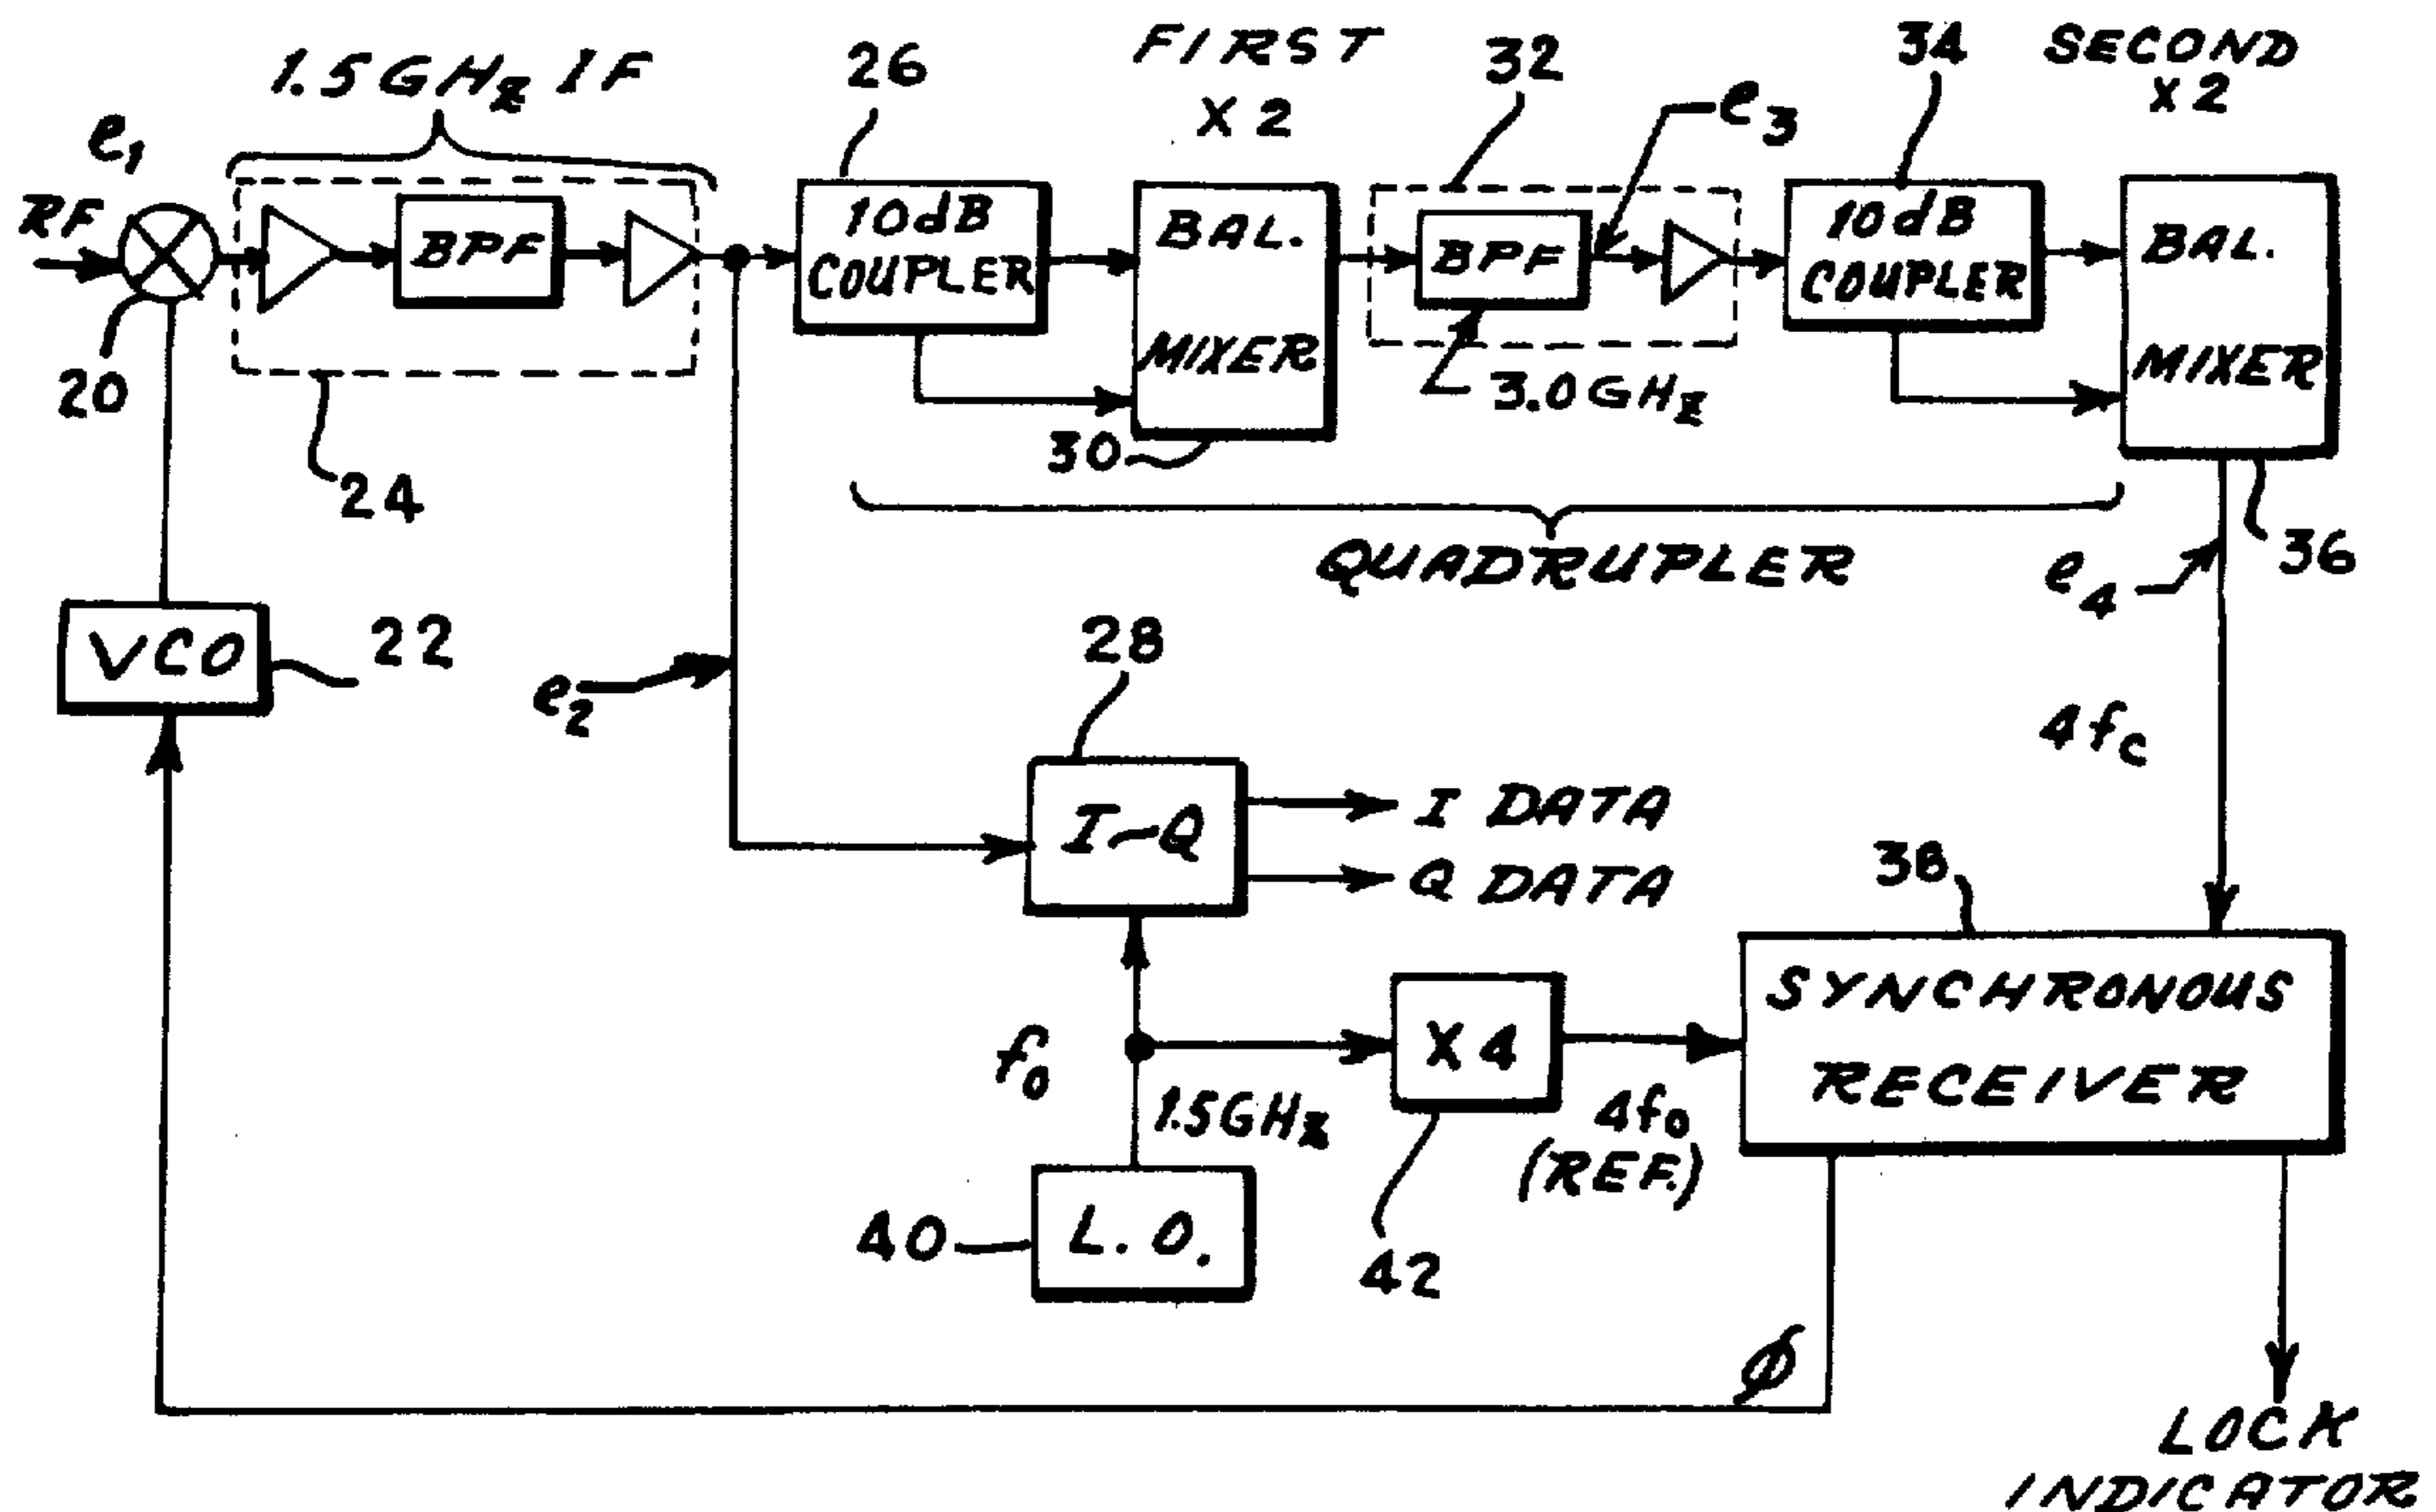 1.5GHz IF
26
FIRST
X2
32
e3
34
SECOND
X2
e1
RF
BPF
10dB
COUPLER
BAL.
MIXER
BPF
10dB
COUPLER
BAL.
MIXER
20
24
3.0GHz
30
QUADRUPLER
e4
36
VCO
22
e2
28
4fc
I-Q
I DATA
Q DATA
38
fo
1.5GHz
X4
4fo
(REF.)
SYNCHRONOUS
RECEIVER
40
L.O.
42
φ
LOCK
INDICATOR